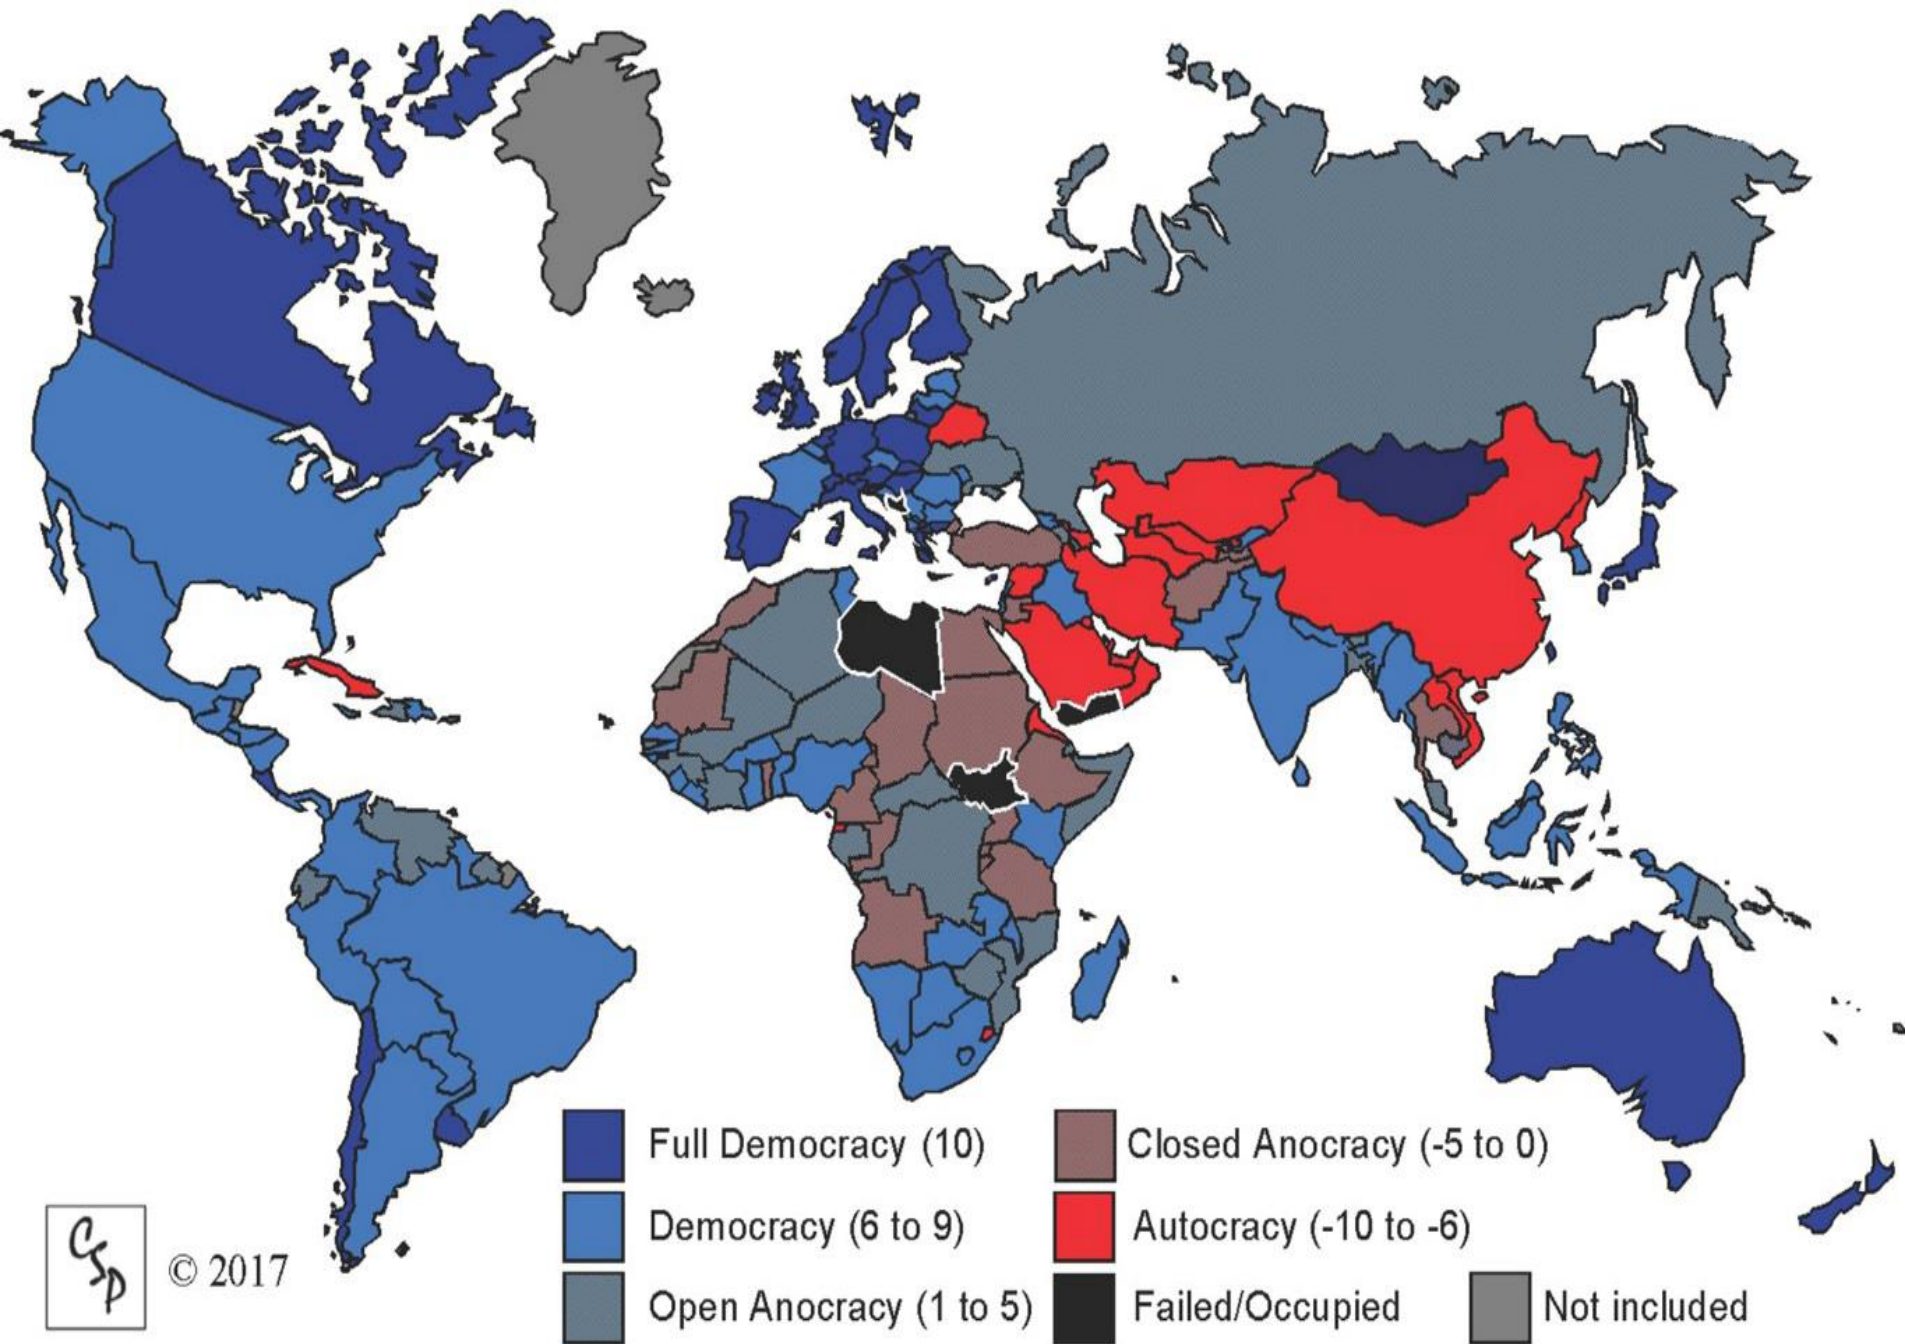 Full Democracy (10)
Democracy (6 to 9)
Open Anocracy (1 to 5)
Closed Anocracy (-5 to 0)
Autocracy (-10 to -6)
Failed/Occupied
Not included
CSP
© 2017